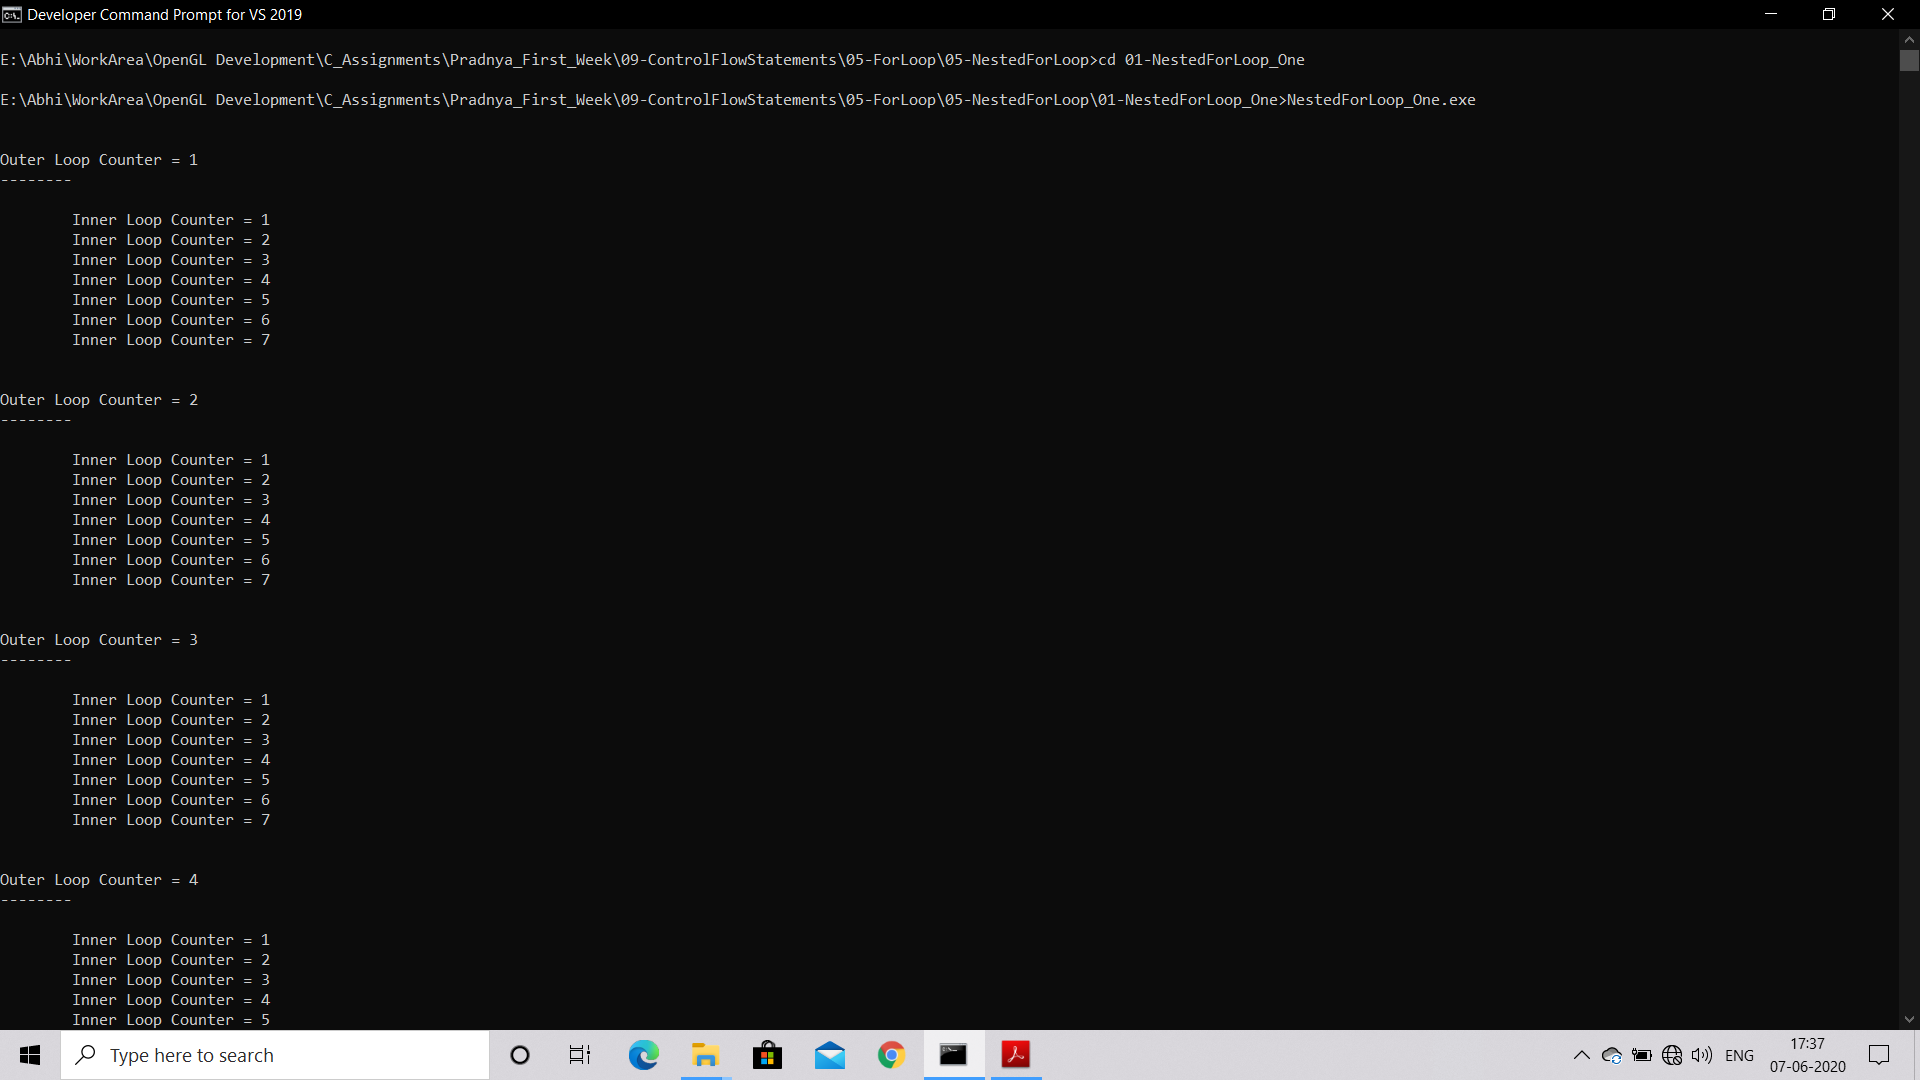 Developer Command Prompt for VS 2019
E:\Abhi\WorkArea\OpenGL Development\C_Assignments\Pradnya_First_Week\09-ControlFlowStatements\05-ForLoop\05-NestedForLoop>cd 01-NestedForLoop_One
E:\Abhi\WorkArea\OpenGL Development\C_Assignments\Pradnya_First_Week\09-ControlFlowStatements\05-ForLoop\05-NestedForLoop\01-NestedForLoop_One>NestedForLoop_One.exe
Outer Loop Counter = 1
--------
Inner Loop Counter = 1
Inner Loop Counter = 2
Inner Loop Counter = 3
Inner Loop Counter = 4
Inner Loop Counter = 5
Inner Loop Counter = 6
Inner Loop Counter = 7
Outer Loop Counter = 2
--------
Inner Loop Counter = 1
Inner Loop Counter = 2
Inner Loop Counter = 3
Inner Loop Counter = 4
Inner Loop Counter = 5
Inner Loop Counter = 6
Inner Loop Counter = 7
Outer Loop Counter = 3
--------
Inner Loop Counter = 1
Inner Loop Counter = 2
Inner Loop Counter = 3
Inner Loop Counter = 4
Inner Loop Counter = 5
Inner Loop Counter = 6
Inner Loop Counter = 7
Outer Loop Counter = 4
--------
Inner Loop Counter = 1
Inner Loop Counter = 2
Inner Loop Counter = 3
Inner Loop Counter = 4
Inner Loop Counter = 5
Type here to search
ENG
17:37
07-06-2020